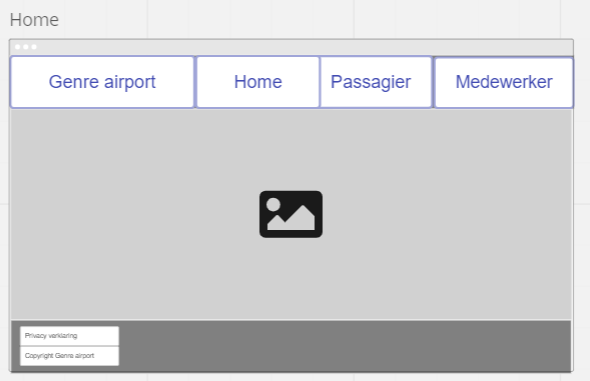 Home
Genre airport
Home
Passagier
Medewerker
Privacy verklaring
Copyright Genre airport